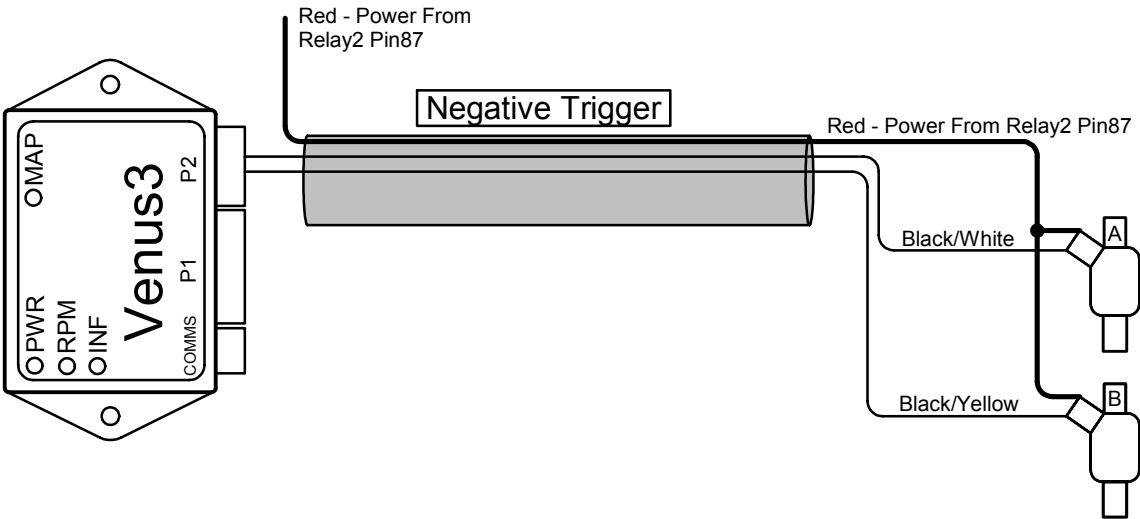 Red - Power From
Relay2 Pin87
Negative Trigger
Red - Power From Relay2 Pin87
MAP
P2
Venus3
P1
PWR
RPM
INF
COMMS
Black/White
A
Black/Yellow
B